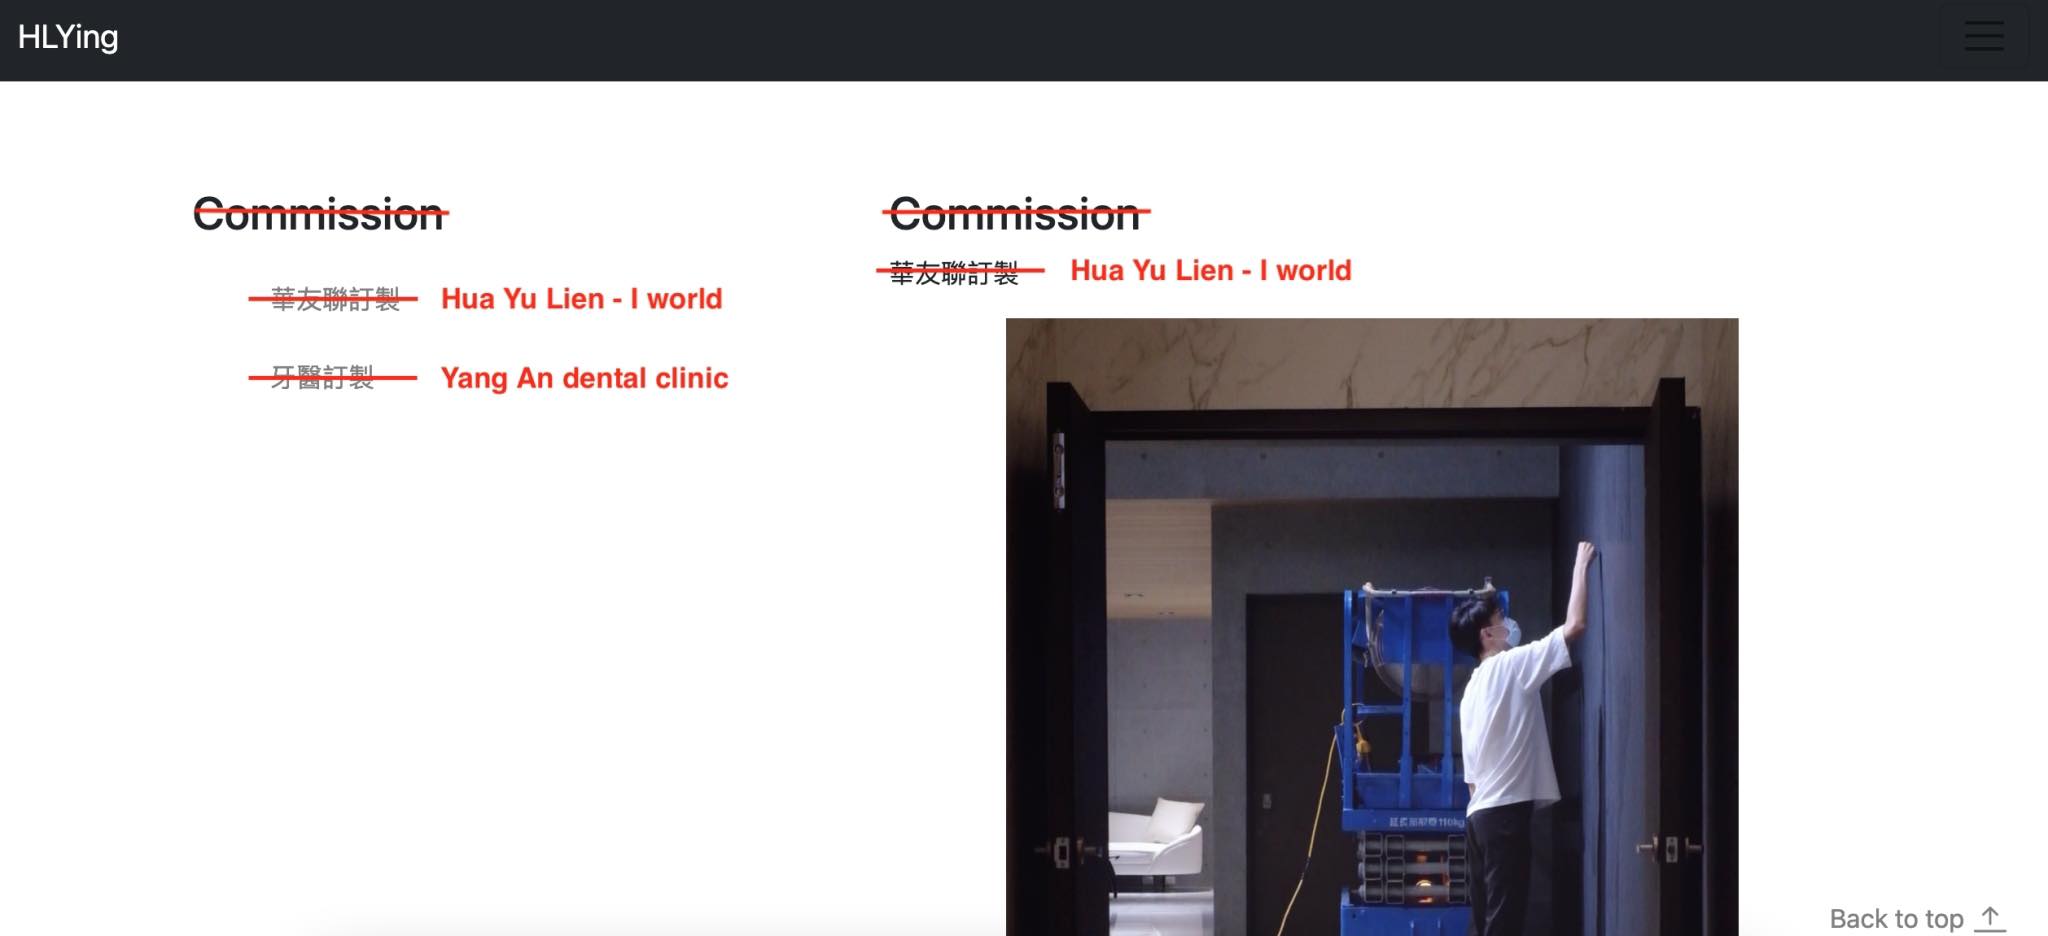 HLYing
Commission
華友聯訂製 Hua Yu Lien - I world
牙醫訂製 Yang An dental clinic
Commission
華友聯訂製 Hua Yu Lien - I world
110kg
Back to top